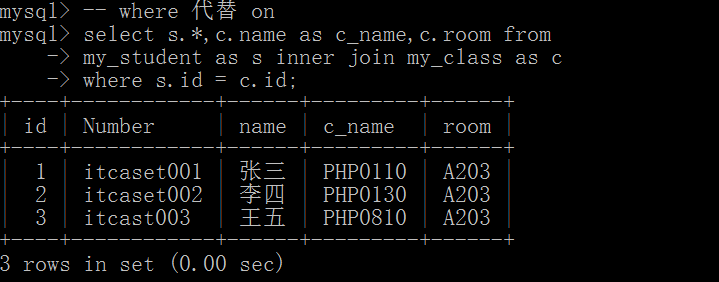 mysql> -- where 代替 on
mysql> select s.*,c.name as c_name,c.room from
    -> my_student as s inner join my_class as c
    -> where s.id = c.id;
+----+-----------+------+---------+------+
| id | Number    | name | c_name  | room |
+----+-----------+------+---------+------+
|  1 | itcaset001 | 张三 | PHP0110 | A203 |
|  2 | itcaset002 | 李四 | PHP0130 | A203 |
|  3 | itcast003 | 王五 | PHP0810 | A203 |
+----+-----------+------+---------+------+
3 rows in set (0.00 sec)